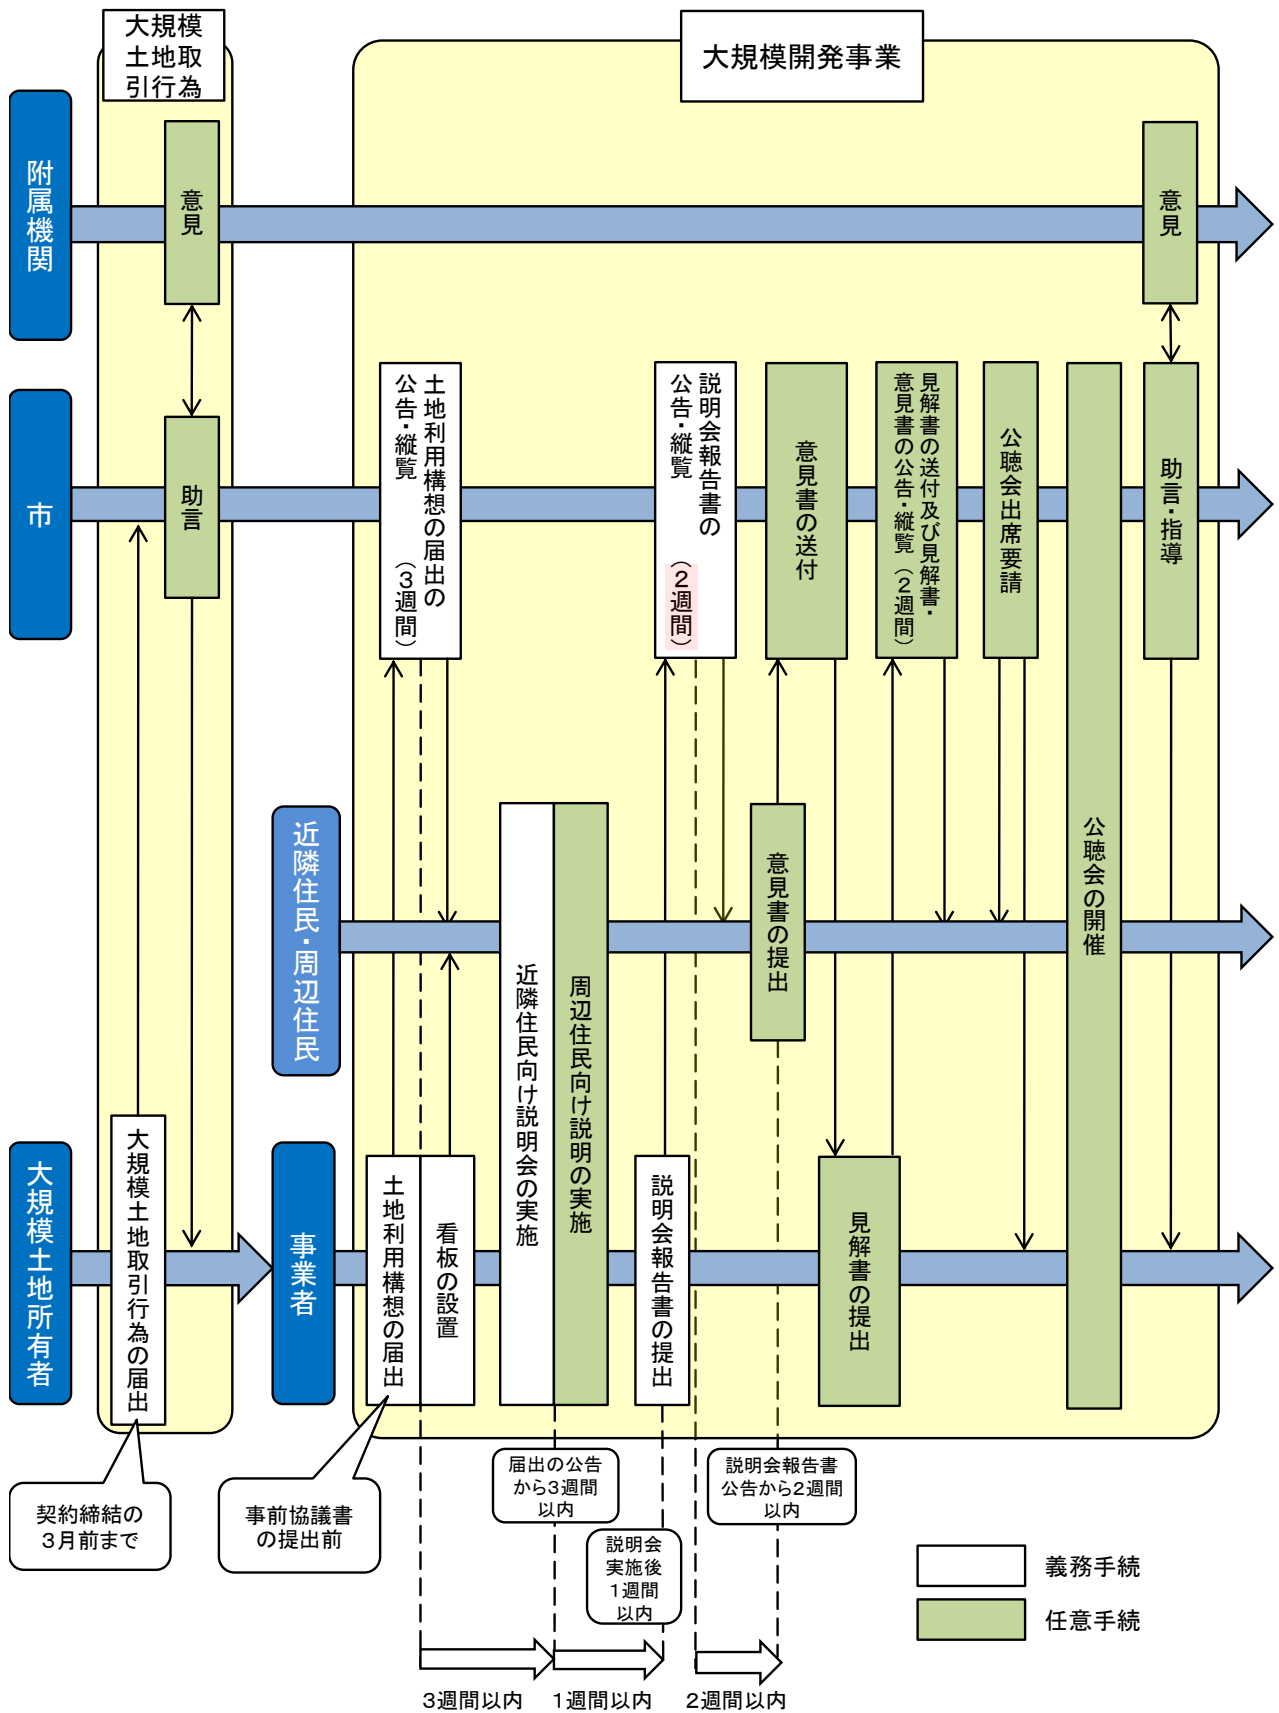 大規模
土地取
引行為
大規模開発事業
附属機関
意見
意見
市
助言
土地利用構想の届出の
公告・縦覧　（３週間）
説明会報告書の
公告・縦覧　（２週間）
意見書の送付
見解書の送付及び見解書・
意見書の公告・縦覧（２週間）
公聴会出席要請
助言・指導
近隣住民・周辺住民
意見書の提出
公聴会の開催
近隣住民向け説明会の実施
周辺住民向け説明の実施
大規模土地所有者
大規模土地取引行為の届出
事業者
土地利用構想の届出
看板の設置
説明会報告書の提出
見解書の提出
契約締結の
３月前まで
事前協議書
の提出前
届出の公告
から３週間
以内
説明会
実施後
１週間
以内
説明会報告書
公告から２週間
以内
義務手続
任意手続
３週間以内
１週間以内
２週間以内